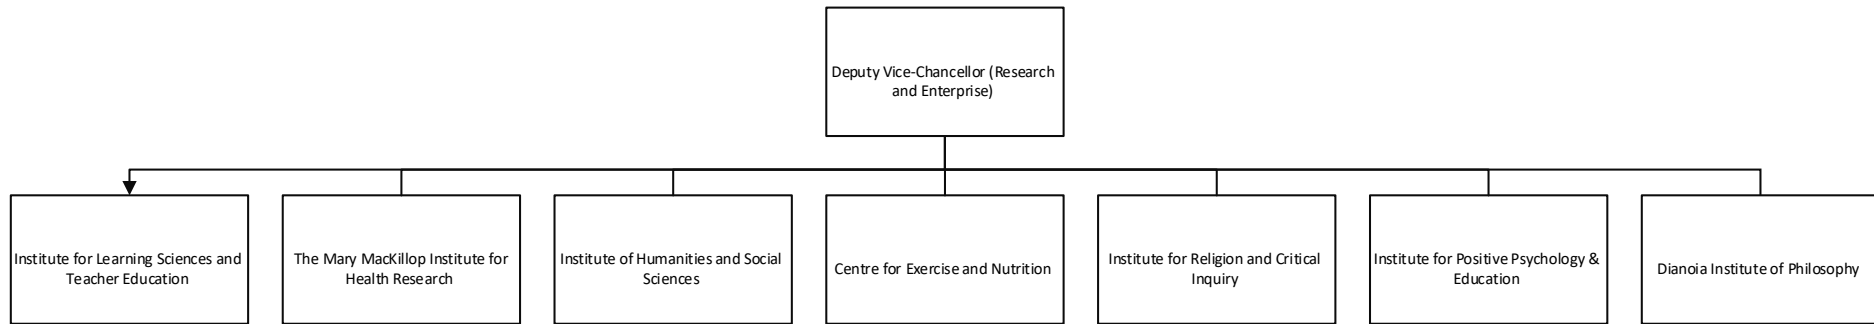 Deputy Vice-Chancellor (Research
and Enterprise)
Institute for Learning Sciences and
Teacher Education
The Mary MacKillop Institute for
Health Research
Institute of Humanities and Social
Sciences
Centre for Exercise and Nutrition
Institute for Religion and Critical
Inquiry
Institute for Positive Psychology &
Education
Dianoia Institute of Philosophy